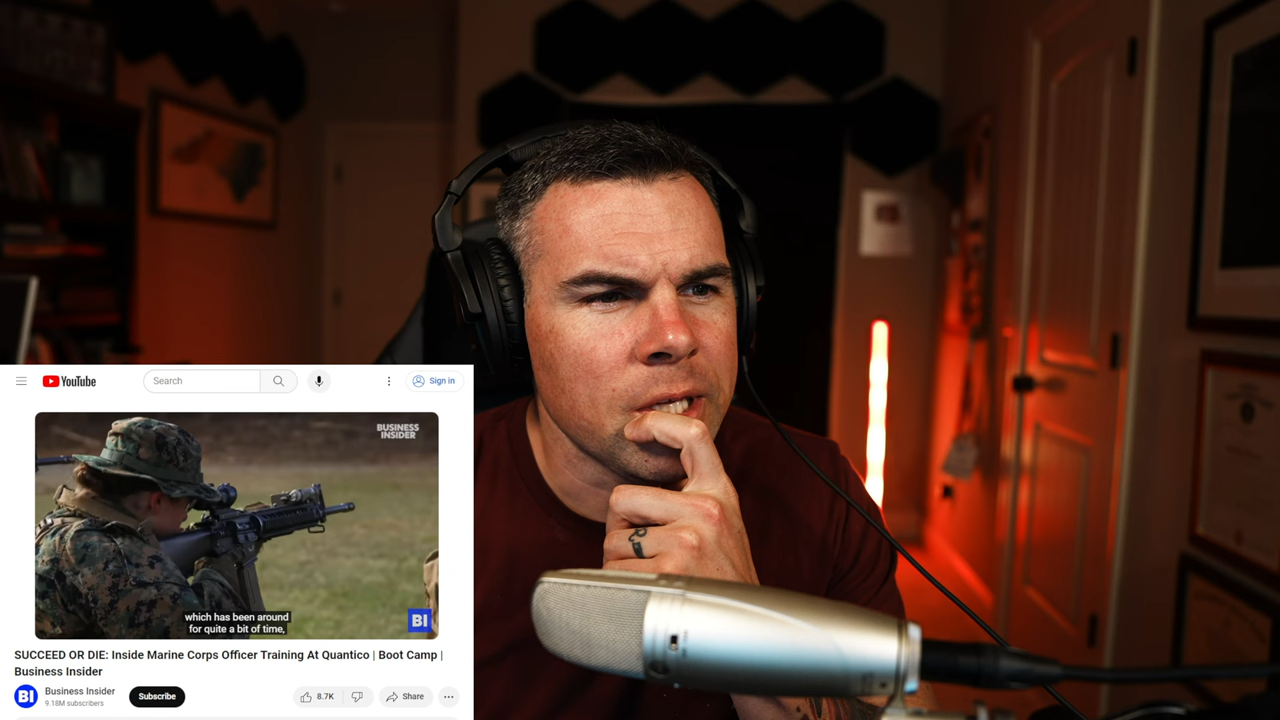 YouTube
Search
Sign in
BUSINESS
INSIDER
which has been around
for quite a bit of time,
BI
SUCCEED OR DIE: Inside Marine Corps Officer Training At Quantico | Boot Camp |
Business Insider
BI
Business Insider
9.18M subscribers
Subscribe
8.7K
Share